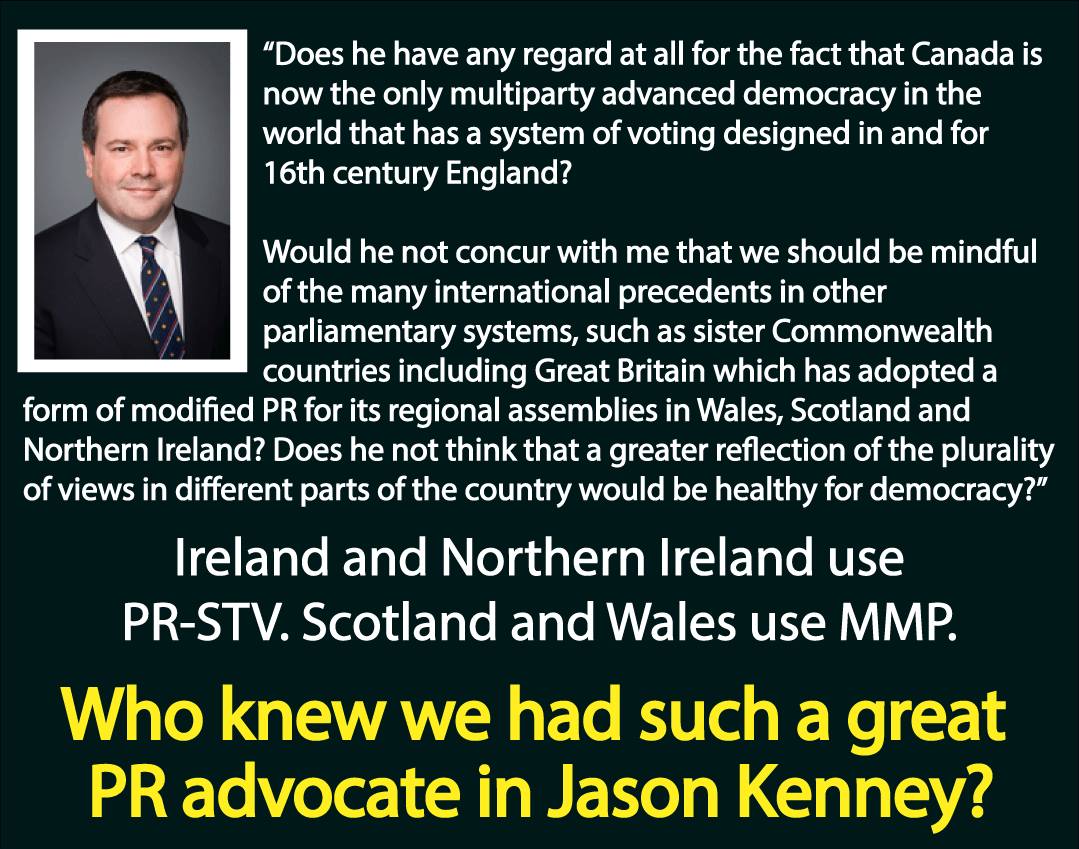 “Does he have any regard at all for the fact that Canada is
now the only multiparty advanced democracy in the
world that has a system of voting designed in and for
16th century England?
Would he not concur with me that we should be mindful
of the many international precedents in other
parliamentary systems, such as sister Commonwealth
countries including Great Britain which has adopted a
form of modified PR for its regional assemblies in Wales, Scotland and
Northern Ireland? Does he not think that a greater reflection of the plurality
of views in different parts of the country would be healthy for democracy?”
Ireland and Northern Ireland use
PR-STV. Scotland and Wales use MMP.
Who knew we had such a great
PR advocate in Jason Kenney?